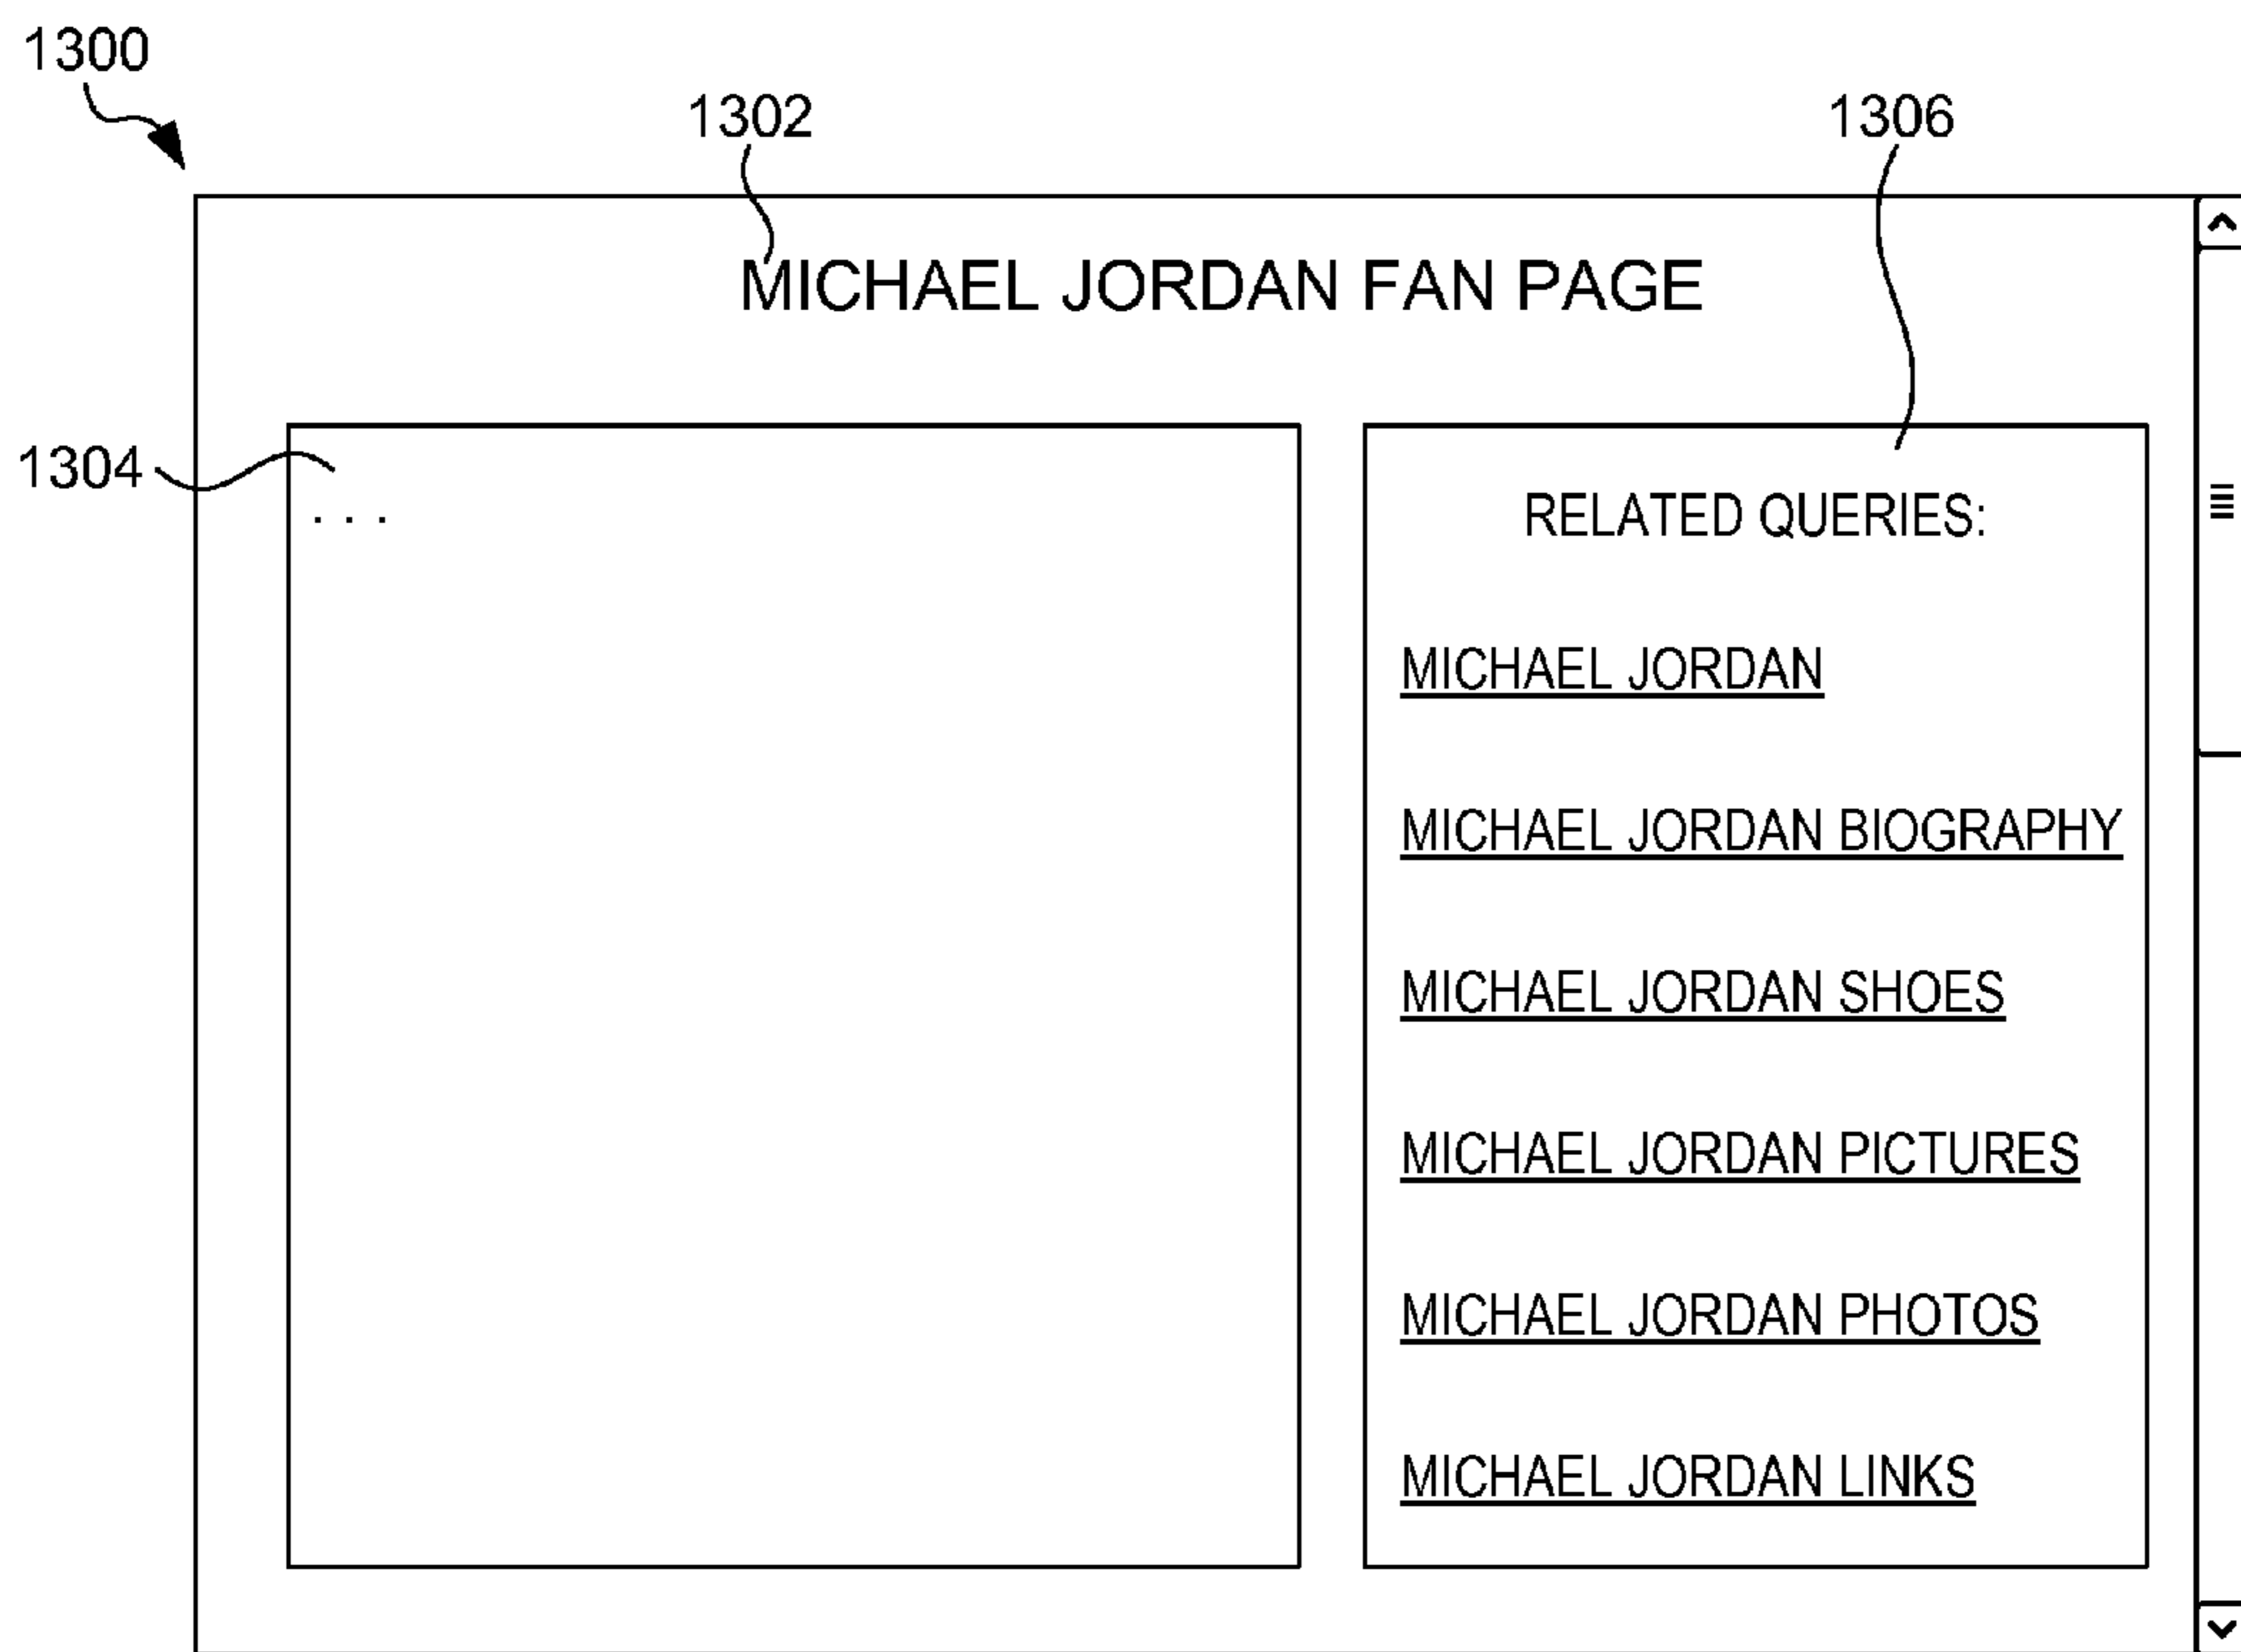 1300
1302
1306
MICHAEL JORDAN FAN PAGE
1304
. . .
RELATED QUERIES:
MICHAEL JORDAN
MICHAEL JORDAN BIOGRAPHY
MICHAEL JORDAN SHOES
MICHAEL JORDAN PICTURES
MICHAEL JORDAN PHOTOS
MICHAEL JORDAN LINKS